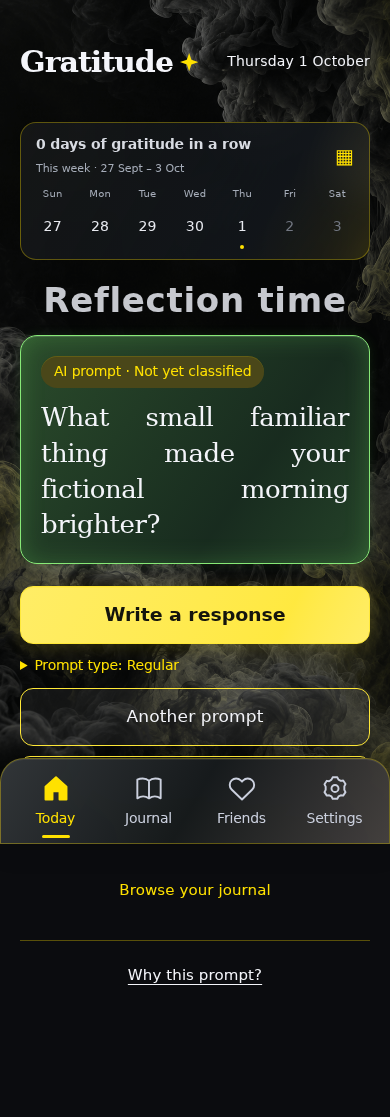 Gratitude
Thursday 1 October
0 days of gratitude in a row
This week · 27 Sept – 3 Oct
Sun Mon Tue Wed Thu Fri Sat
27 28 29 30 1 2 3
Reflection time
AI prompt · Not yet classified
What small familiar
thing made your
fictional morning
brighter?
Write a response
Prompt type: Regular
Another prompt
Today Journal Friends Settings
Browse your journal
Why this prompt?